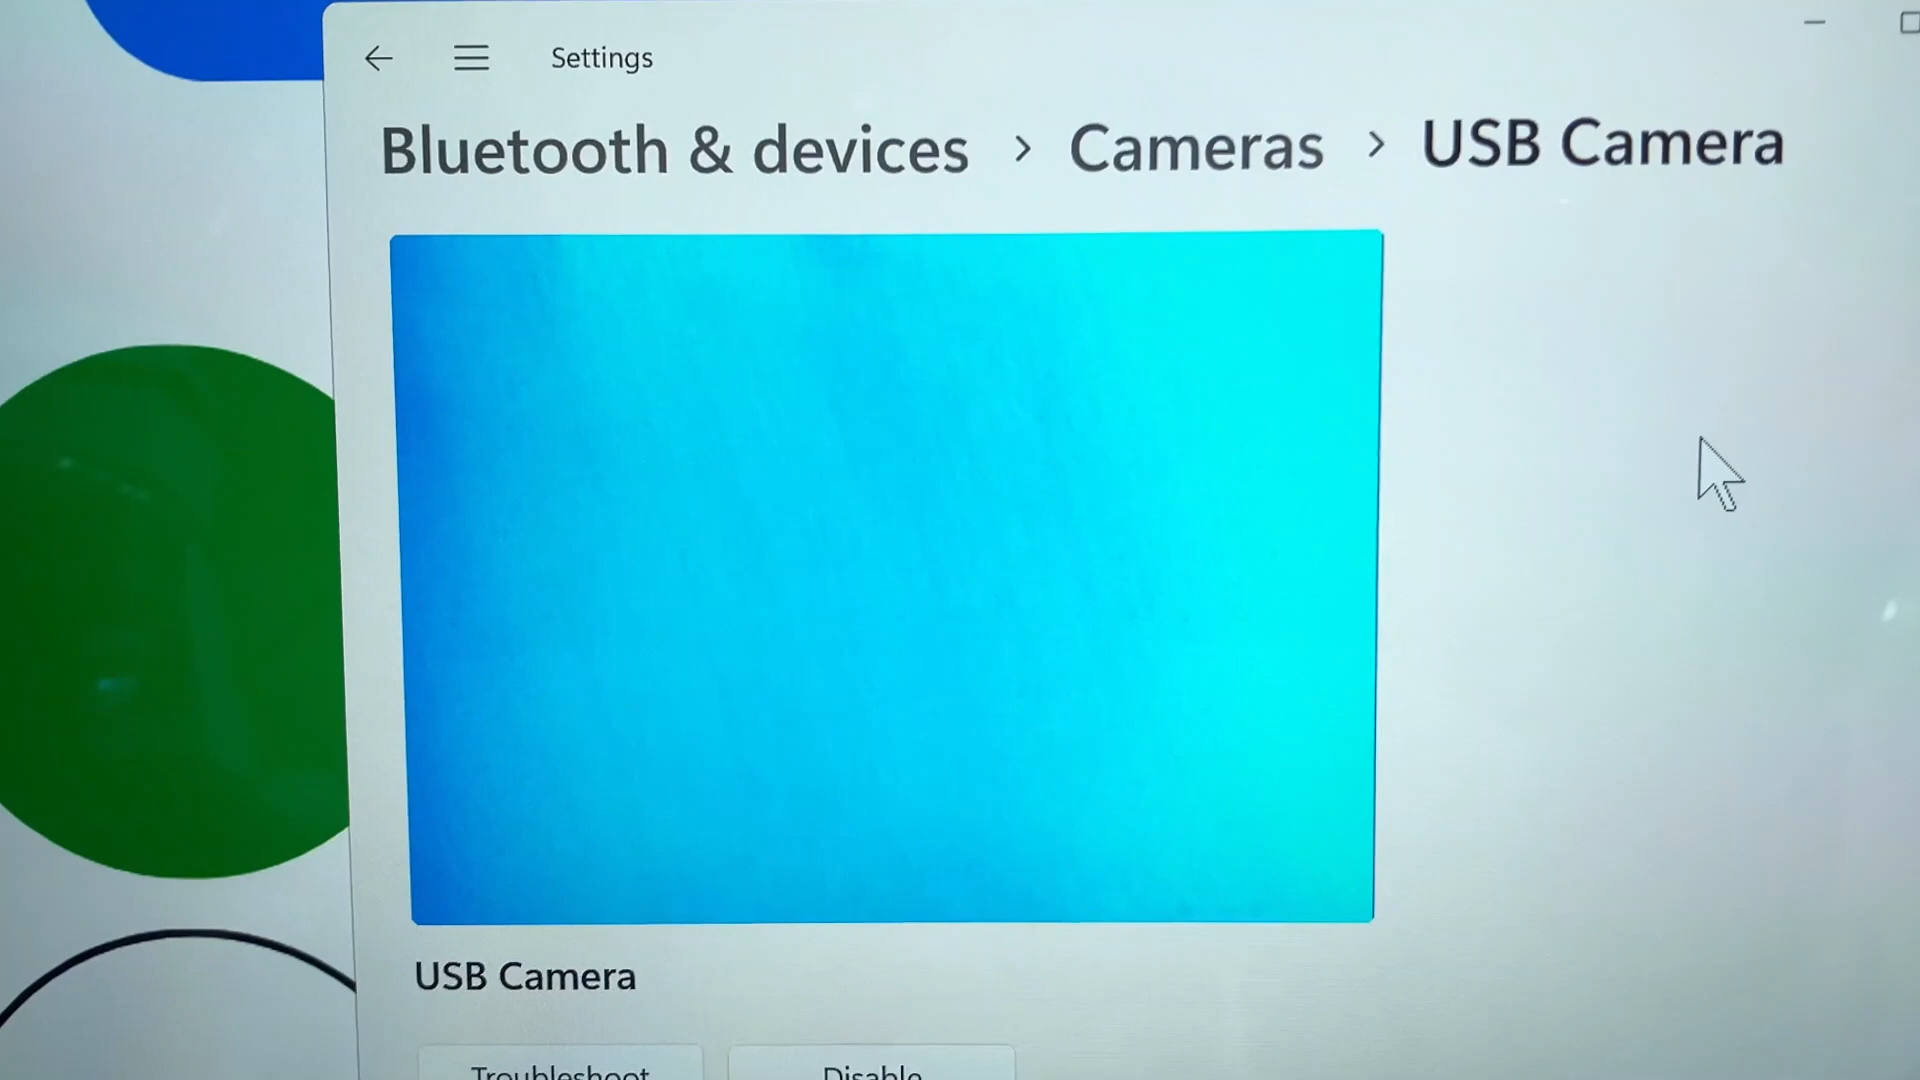 Settings
Bluetooth & devices > Cameras > USB Camera
USB Camera
Troubleshoot
Disable